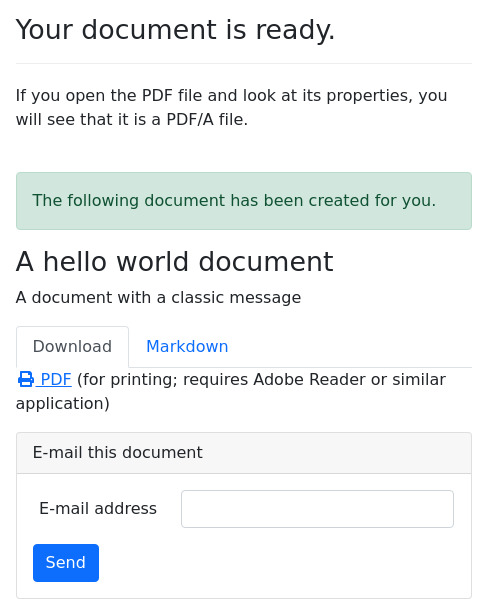 Your document is ready.
If you open the PDF file and look at its properties, you
will see that it is a PDF/A file.
The following document has been created for you.
A hello world document
A document with a classic message
Download Markdown
PDF (for printing; requires Adobe Reader or similar
application)
E-mail this document
E-mail address
Send